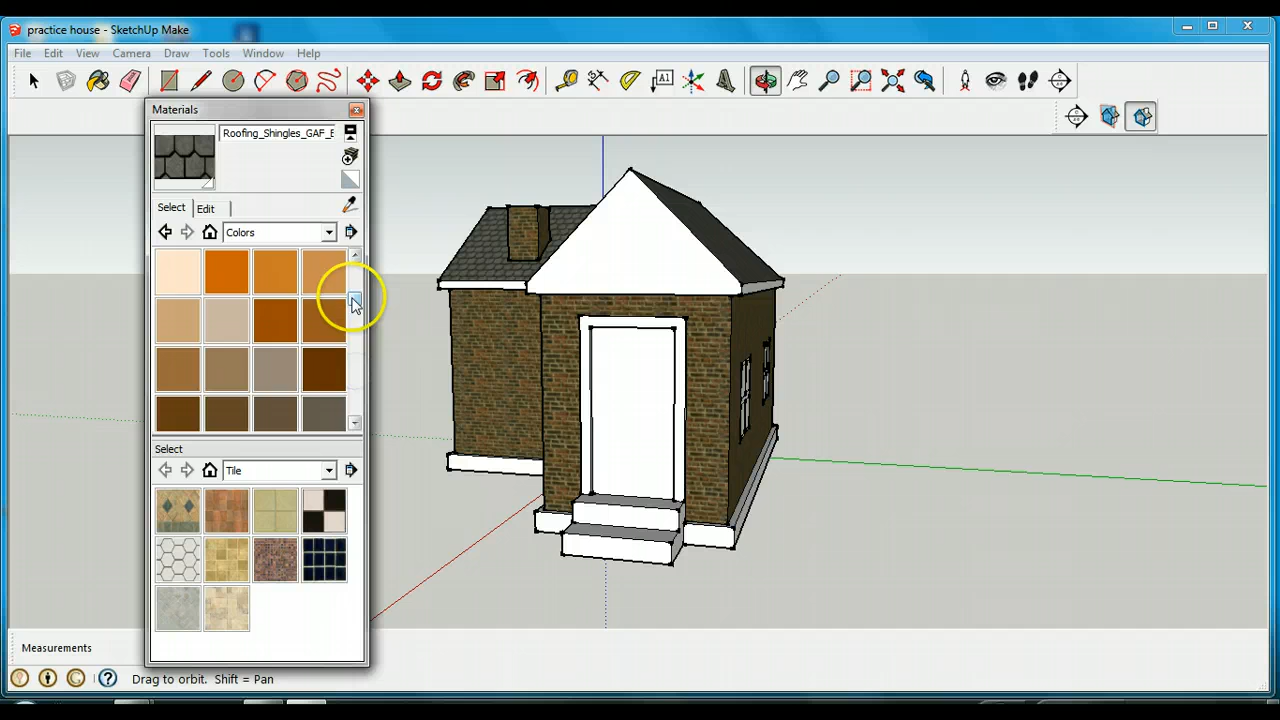 practice house - SketchUp Make
File Edit View Camera Draw Tools Window Help
A1
Materials
Roofing_Shingles_GAF_E
Select Edit
Colors
Select
Tile
Measurements
Drag to orbit. Shift = Pan